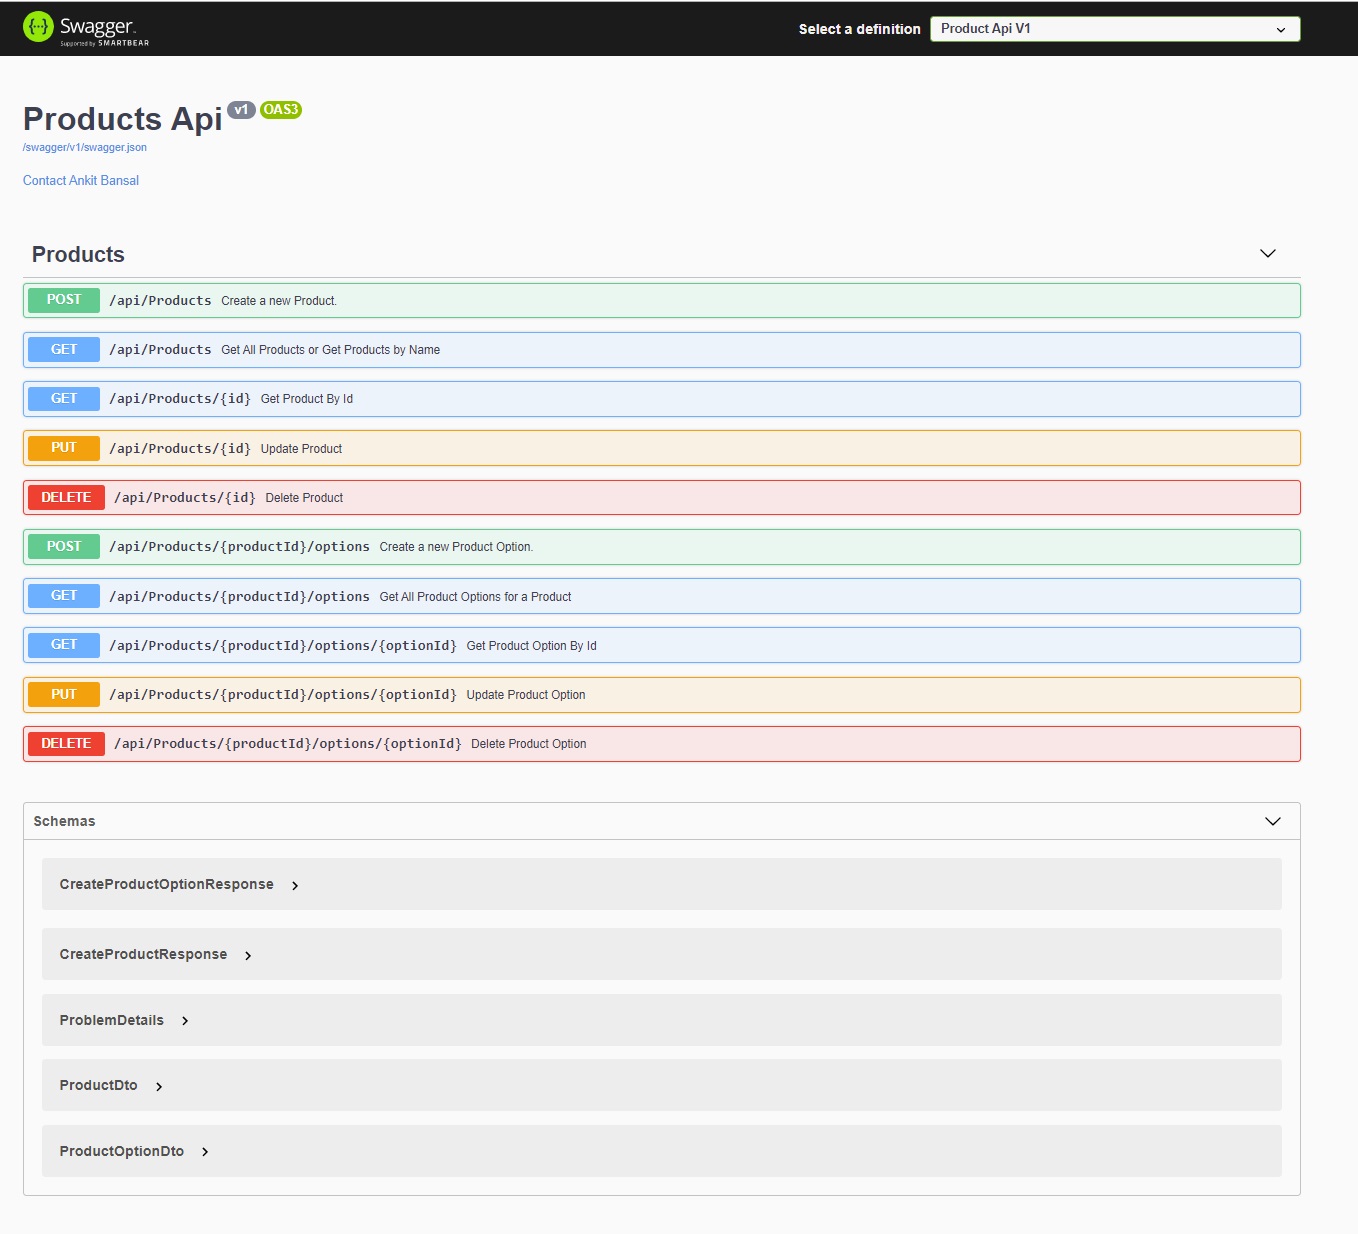 {...} Swagger.
Supported by SMARTBEAR
Select a definition
Product Api V1
Products Api v1 OAS3
/swagger/v1/swagger.json
Contact Ankit Bansal
Products
POST /api/Products Create a new Product.
GET /api/Products Get All Products or Get Products by Name
GET /api/Products/{id} Get Product By Id
PUT /api/Products/{id} Update Product
DELETE /api/Products/{id} Delete Product
POST /api/Products/{productId}/options Create a new Product Option.
GET /api/Products/{productId}/options Get All Product Options for a Product
GET /api/Products/{productId}/options/{optionId} Get Product Option By Id
PUT /api/Products/{productId}/options/{optionId} Update Product Option
DELETE /api/Products/{productId}/options/{optionId} Delete Product Option
Schemas
CreateProductOptionResponse
CreateProductResponse
ProblemDetails
ProductDto
ProductOptionDto